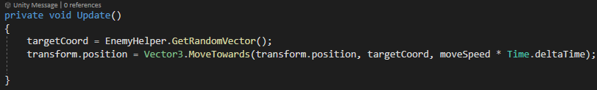 Unity Message | 0 references
private void Update()
{
targetCoord = EnemyHelper.GetRandomVector();
transform.position = Vector3.MoveTowards(transform.position, targetCoord, moveSpeed * Time.deltaTime);
}